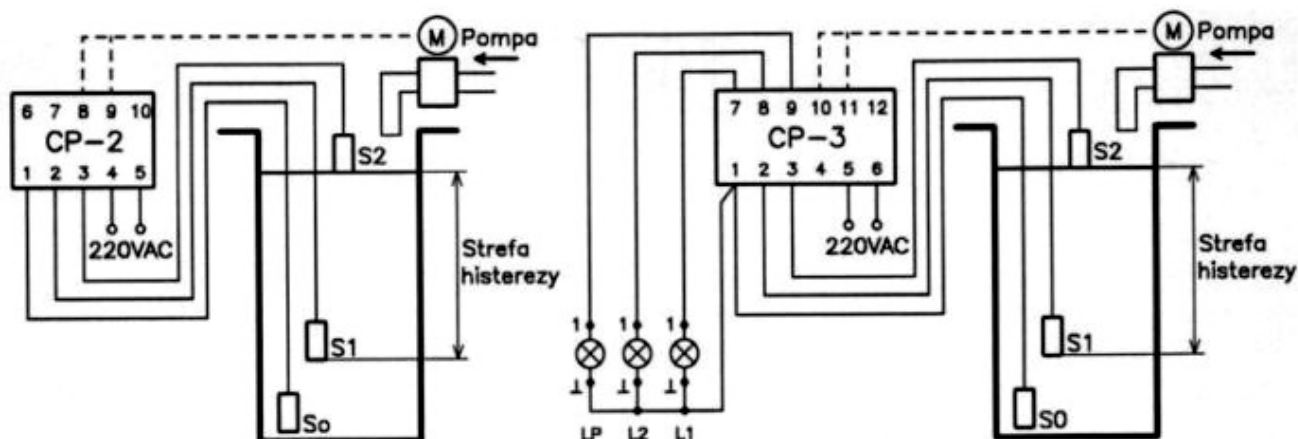 M Pompa
6 7 8 9 10
CP-2
1 2 3 4 5
220VAC
S2
Strefa
histerezy
S1
So
M Pompa
7 8 9 10 11 12
CP-3
1 2 3 4 5 6
220VAC
S2
Strefa
histerezy
S1
S0
1 1 1
⊥ ⊥ ⊥
LP L2 L1